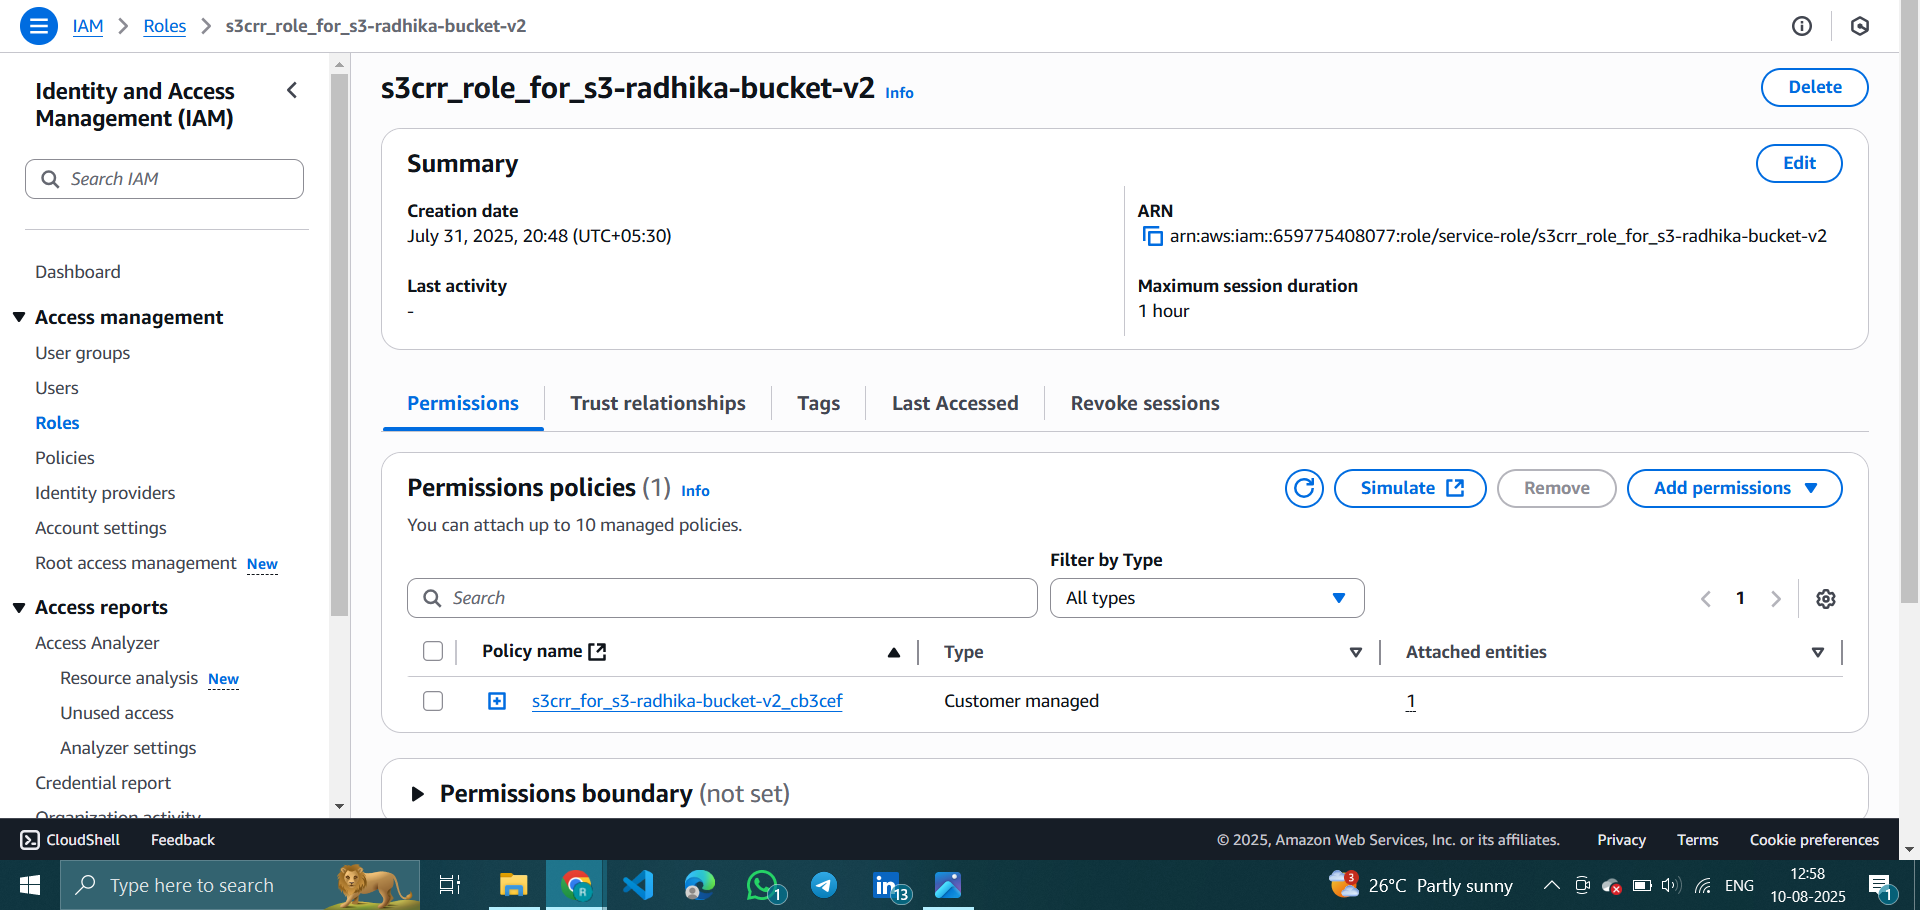 IAM > Roles > s3crr_role_for_s3-radhika-bucket-v2
Identity and Access
Management (IAM)
Search IAM
Dashboard
Access management
User groups
Users
Roles
Policies
Identity providers
Account settings
Root access management New
Access reports
Access Analyzer
Resource analysis New
Unused access
Analyzer settings
Credential report
Organization activity
s3crr_role_for_s3-radhika-bucket-v2 Info
Delete
Summary
Edit
Creation date
July 31, 2025, 20:48 (UTC+05:30)
ARN
arn:aws:iam::659775408077:role/service-role/s3crr_role_for_s3-radhika-bucket-v2
Last activity
-
Maximum session duration
1 hour
Permissions
Trust relationships
Tags
Last Accessed
Revoke sessions
Permissions policies (1) Info
Simulate
Remove
Add permissions
You can attach up to 10 managed policies.
Filter by Type
Search
All types
1
Policy name
Type
Attached entities
s3crr_for_s3-radhika-bucket-v2_cb3cef
Customer managed
1
Permissions boundary (not set)
CloudShell
Feedback
© 2025, Amazon Web Services, Inc. or its affiliates.
Privacy
Terms
Cookie preferences
Type here to search
R
1
in
13
3
26°C Partly sunny
ENG
12:58
10-08-2025
1